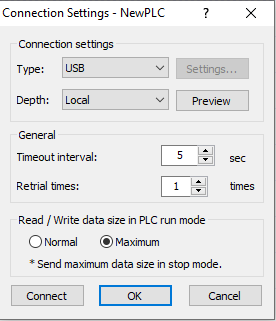 Connection Settings - NewPLC ? ×
Connection settings
Type: USB Settings...
Depth: Local Preview
General
Timeout interval: 5 sec
Retrial times: 1 times
Read / Write data size in PLC run mode
Normal Maximum
* Send maximum data size in stop mode.
Connect OK Cancel